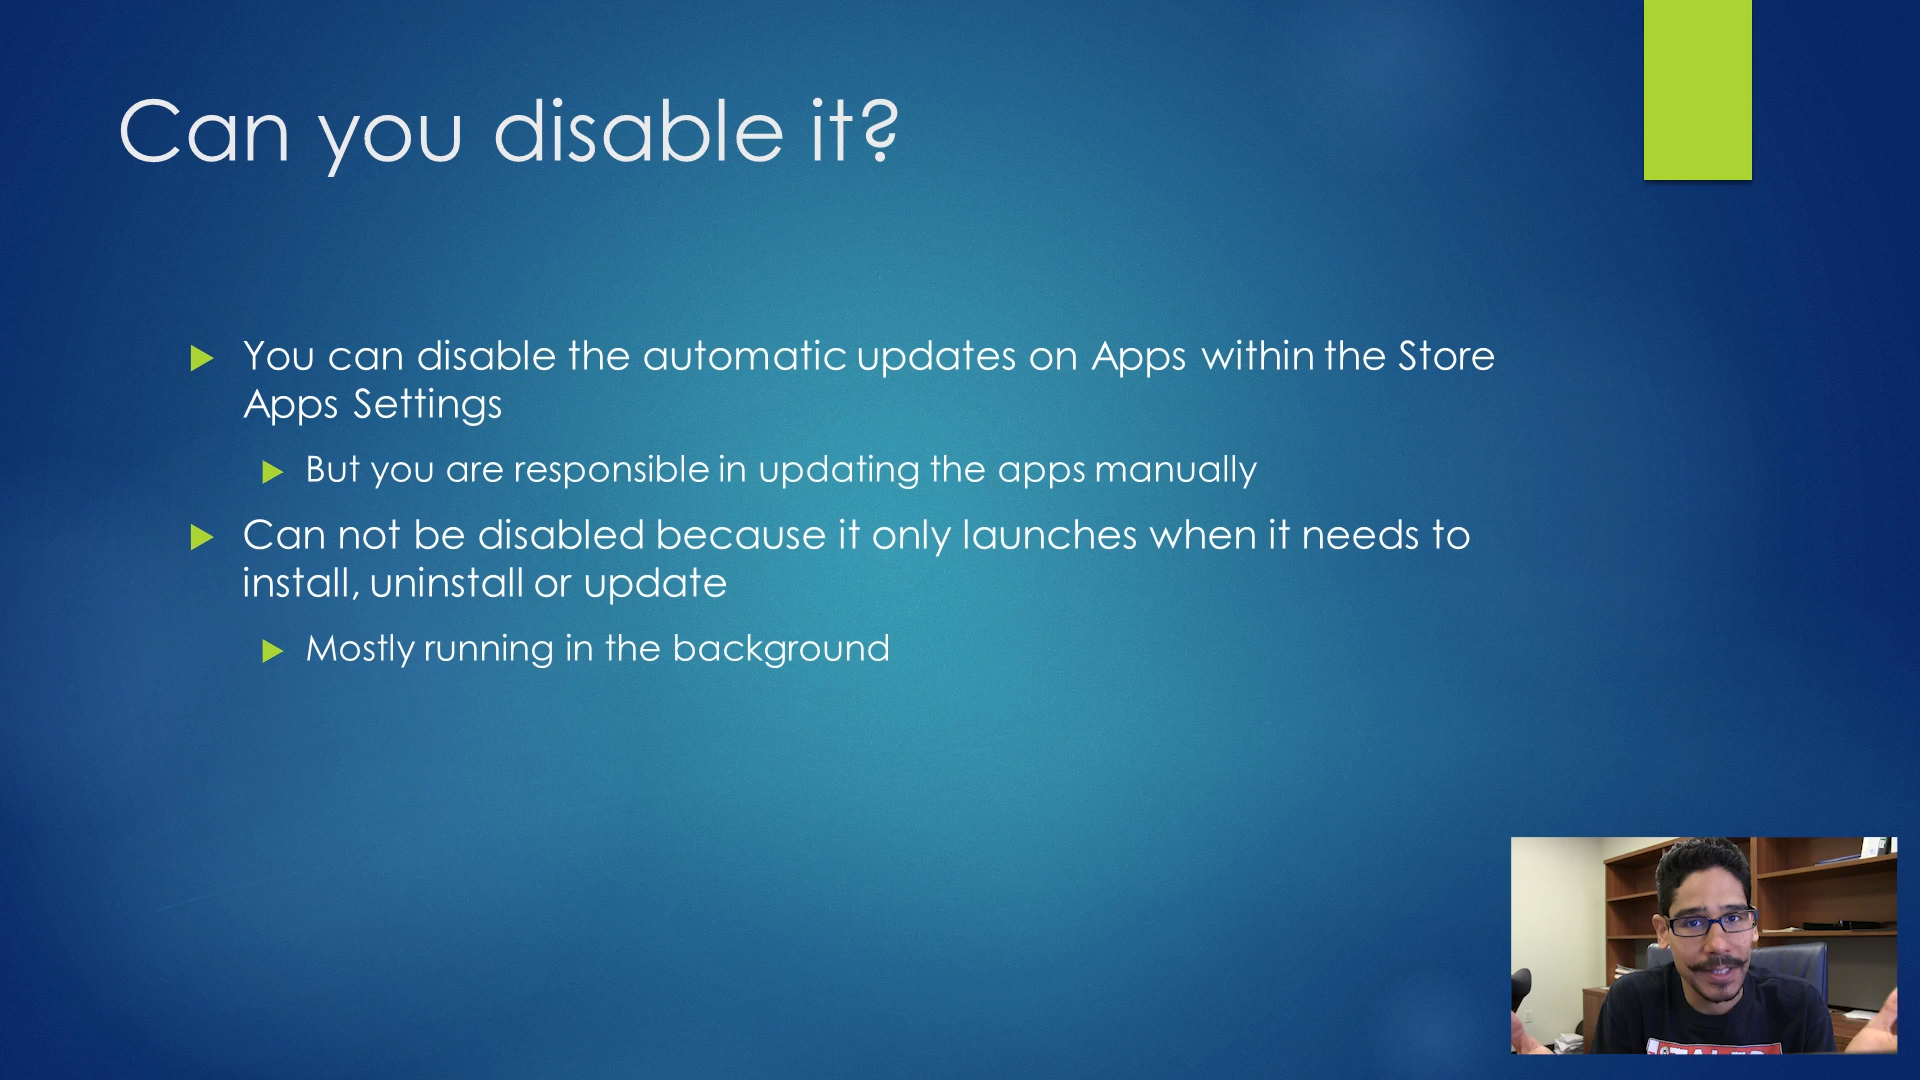 Can you disable it?
You can disable the automatic updates on Apps within the Store
Apps Settings
But you are responsible in updating the apps manually
Can not be disabled because it only launches when it needs to
install, uninstall or update
Mostly running in the background